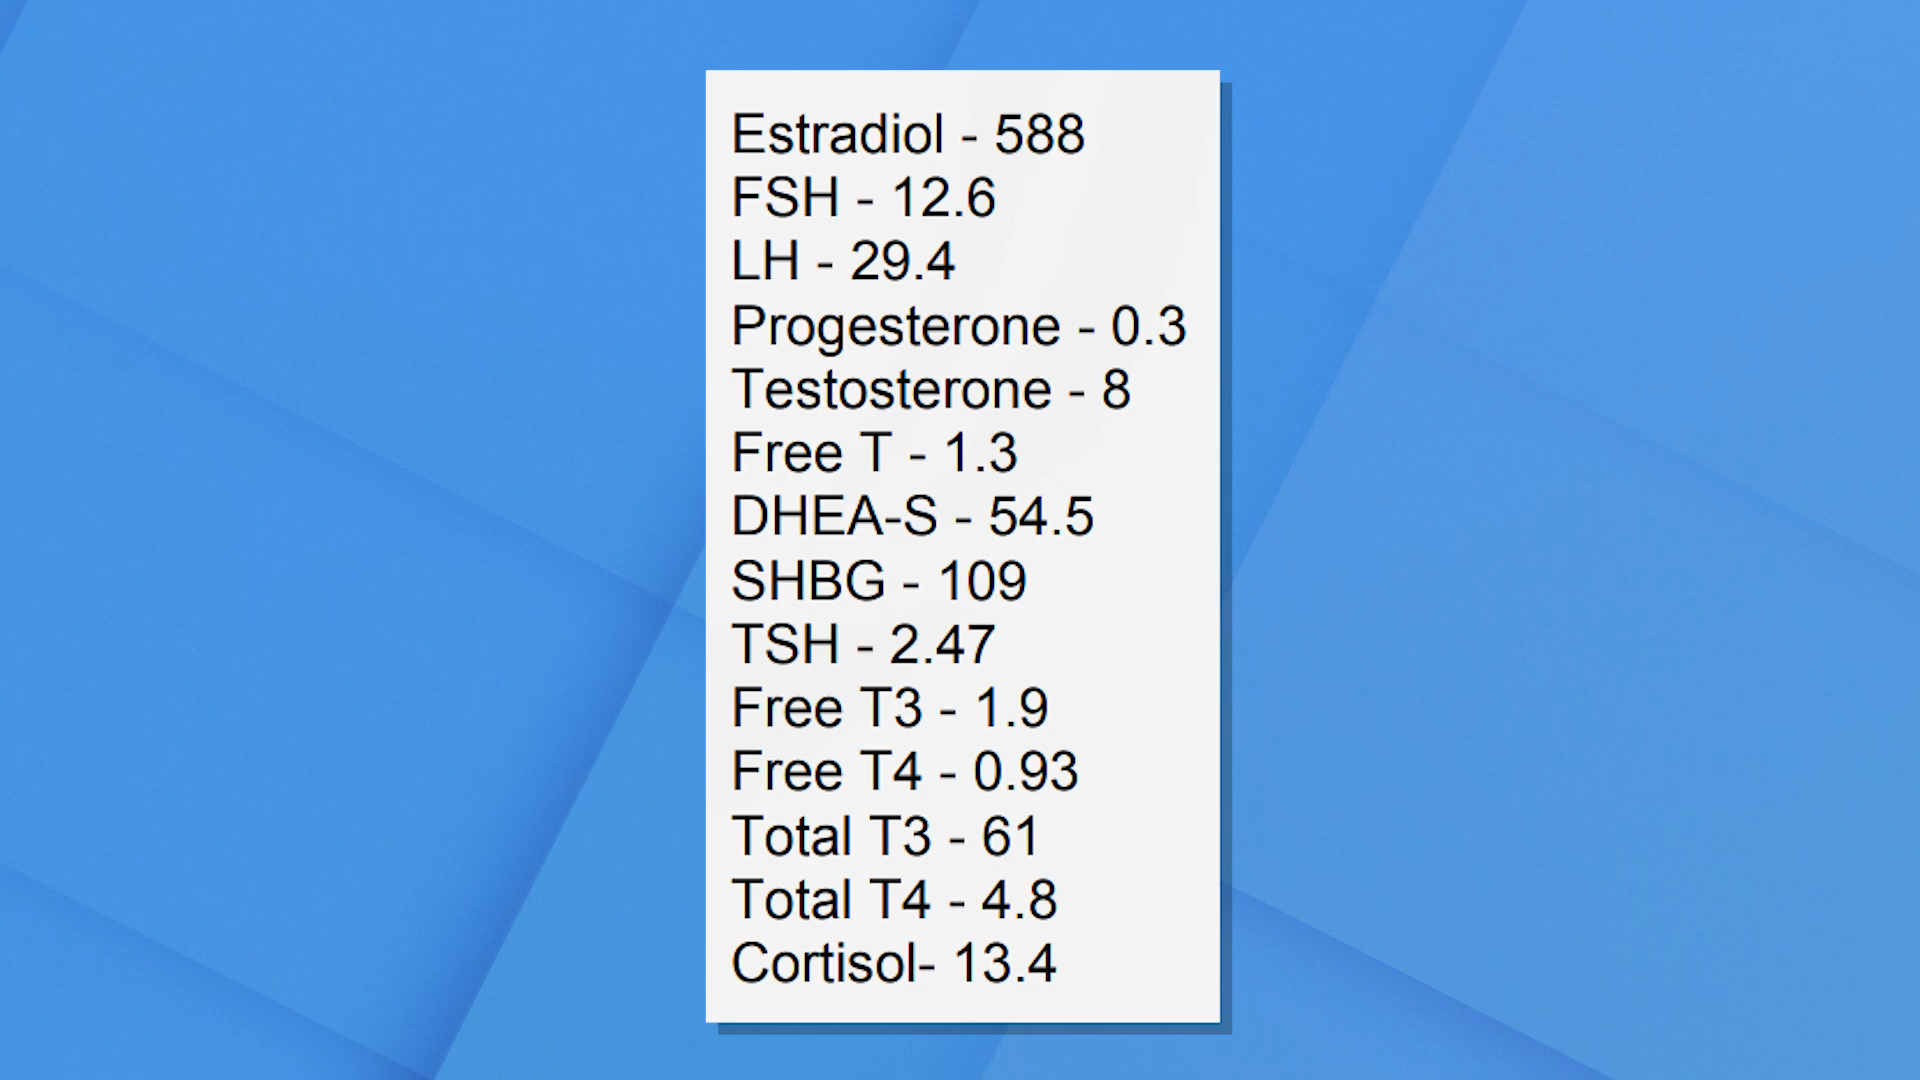 Estradiol - 588
FSH - 12.6
LH - 29.4
Progesterone - 0.3
Testosterone - 8
Free T - 1.3
DHEA-S - 54.5
SHBG - 109
TSH - 2.47
Free T3 - 1.9
Free T4 - 0.93
Total T3 - 61
Total T4 - 4.8
Cortisol- 13.4